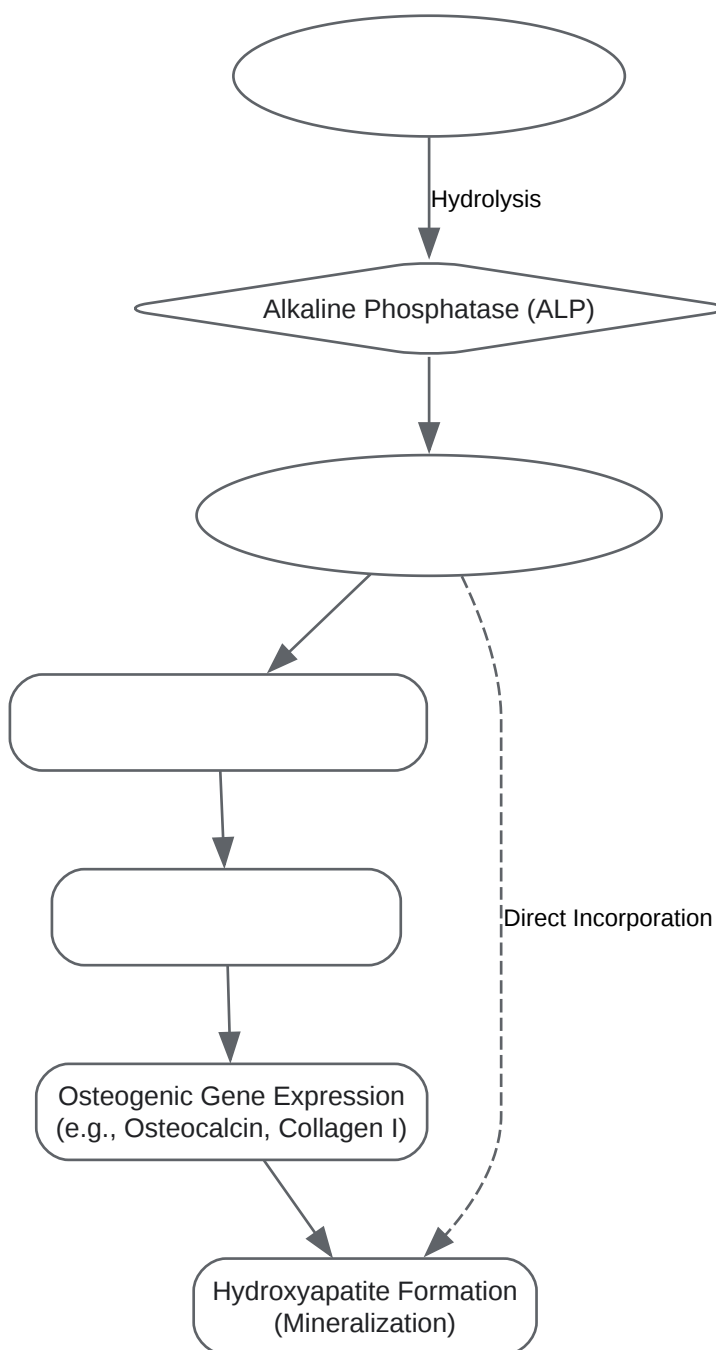 Hydrolysis
Alkaline Phosphatase (ALP)
Direct Incorporation
Osteogenic Gene Expression
(e.g., Osteocalcin, Collagen I)
Hydroxyapatite Formation
(Mineralization)